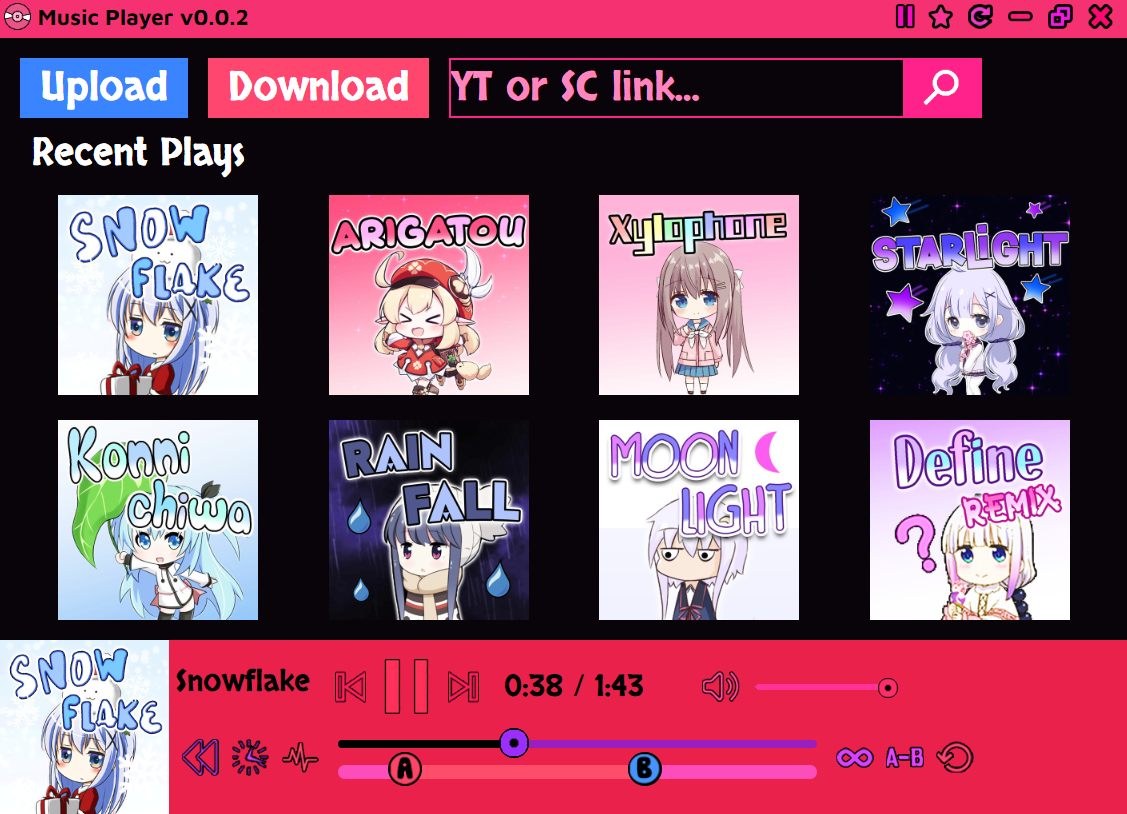 Music Player v0.0.2
Upload
Download
YT or SC link...
Recent Plays
SNOW
FLAKE
ARIGATOU
Xylophone
STARLIGHT
Konni
chiwa
RAIN
FALL
MOON
LIGHT
Define
REMIX
?
SNOW
FLAKE
Snowflake
0:38 / 1:43
A
B
A-B